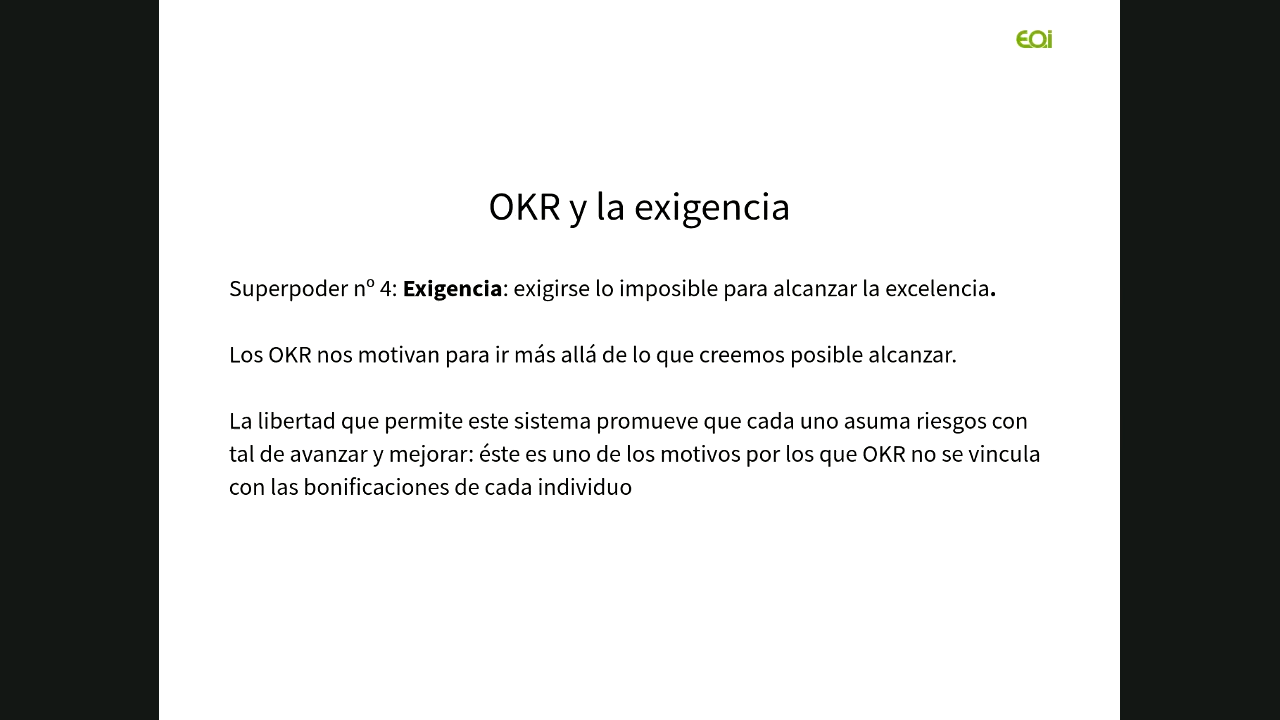 eoi
OKR y la exigencia
Superpoder nº 4: Exigencia: exigirse lo imposible para alcanzar la excelencia.
Los OKR nos motivan para ir más allá de lo que creemos posible alcanzar.
La libertad que permite este sistema promueve que cada uno asuma riesgos con
tal de avanzar y mejorar: éste es uno de los motivos por los que OKR no se vincula
con las bonificaciones de cada individuo